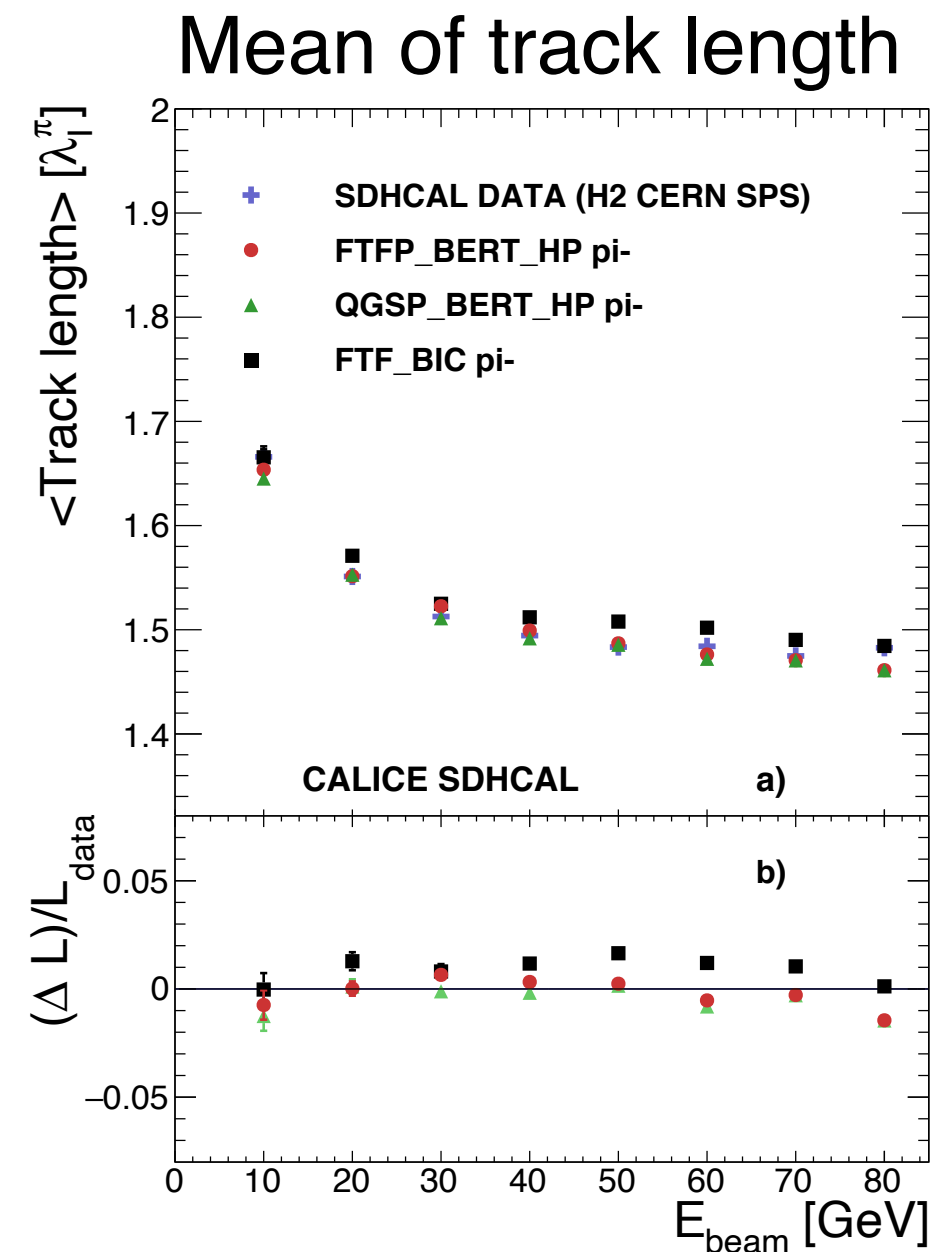 Mean of track length
<Track length> [λ_I^π]
2
1.9
1.8
1.7
1.6
1.5
1.4
SDHCAL DATA (H2 CERN SPS)
FTFP_BERT_HP pi-
QGSP_BERT_HP pi-
FTF_BIC pi-
CALICE SDHCAL
a)
(Δ L)/L_data
0.05
0
−0.05
b)
0 10 20 30 40 50 60 70 80
E_beam [GeV]